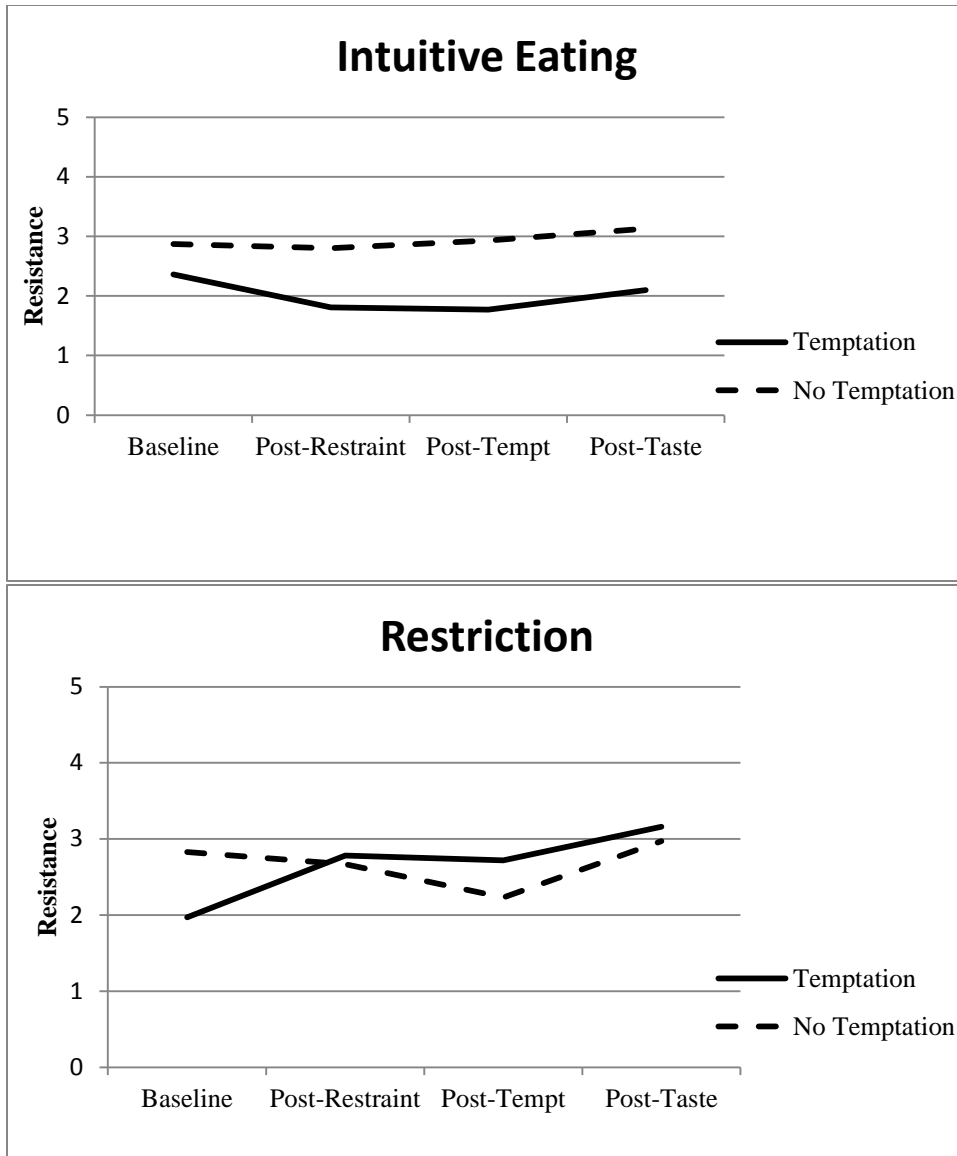 Intuitive Eating
5
4
3
2
1
0
Resistance
Baseline Post-Restraint Post-Tempt Post-Taste
Temptation
No Temptation
Restriction
5
4
3
2
1
0
Resistance
Baseline Post-Restraint Post-Tempt Post-Taste
Temptation
No Temptation